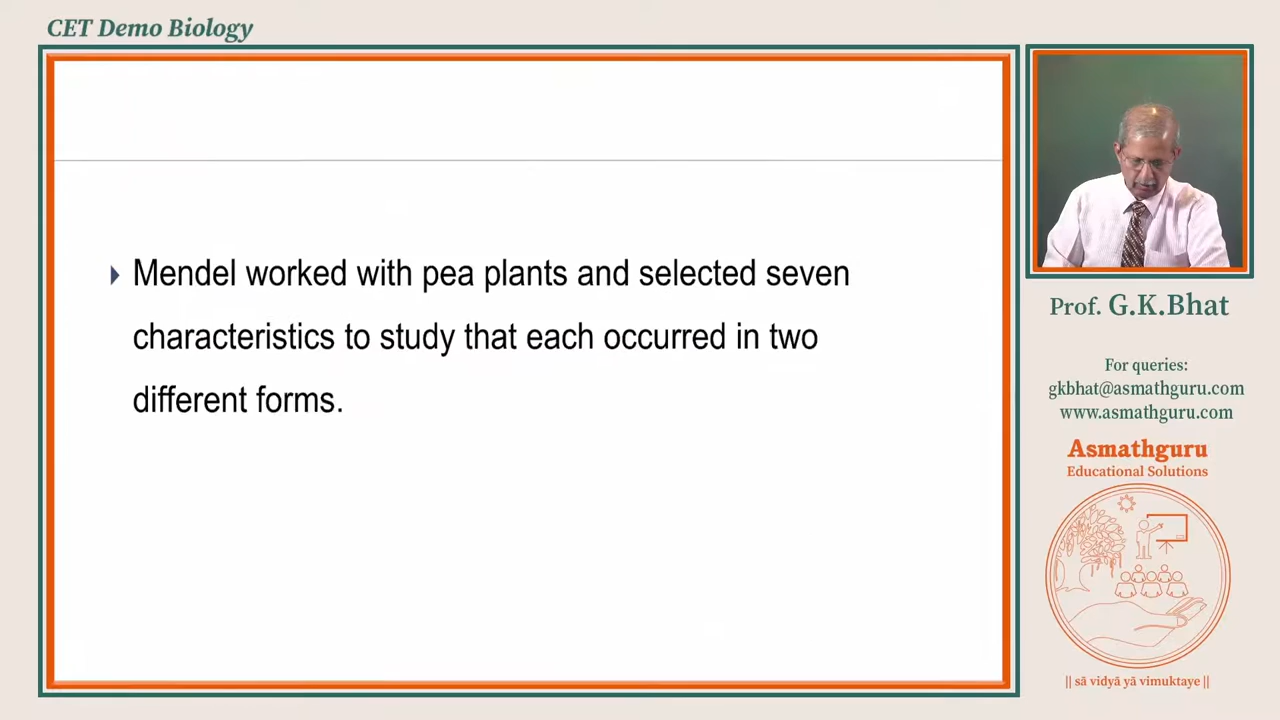 CET Demo Biology
Mendel worked with pea plants and selected seven
characteristics to study that each occurred in two
different forms.
Prof. G.K.Bhat
For queries:
gkbhat@asmathguru.com
www.asmathguru.com
Asmathguru
Educational Solutions
|| sā vidyā yā vimuktaye ||